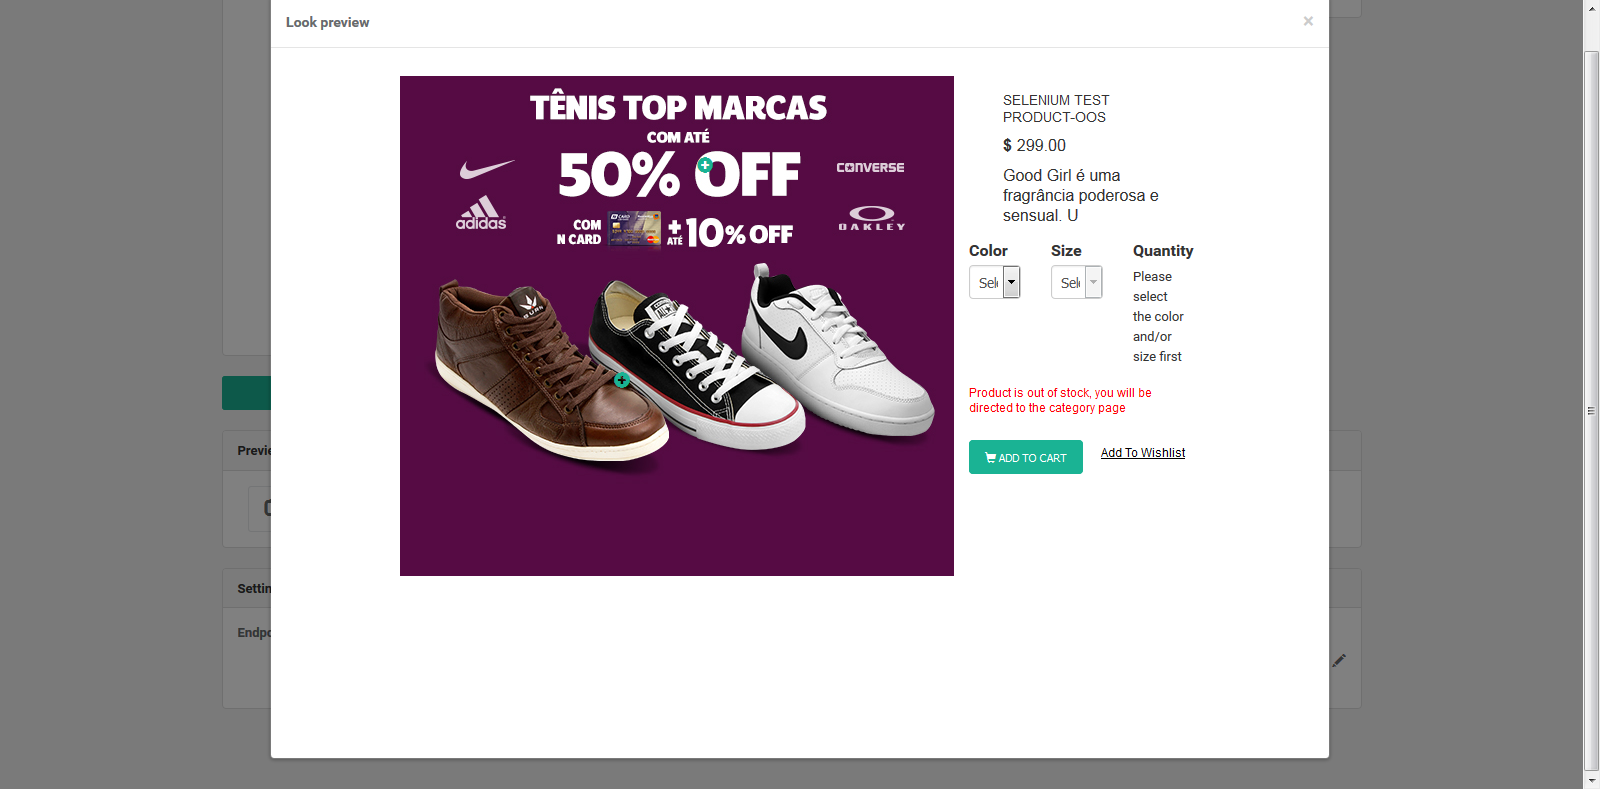 Look preview
×
TÊNIS TOP MARCAS
COM ATÉ
50% OFF
CONVERSE
adidas
OAKLEY
COM
N CARD
+
ATÉ
10% OFF
BURN
SELENIUM TEST
PRODUCT-OOS
$ 299.00
Good Girl é uma
fragrância poderosa e
sensual. U
Color
Size
Quantity
Sel
Sel
Please
select
the color
and/or
size first
Product is out of stock, you will be
directed to the category page
ADD TO CART
Add To Wishlist
Previe
Settin
Endpo